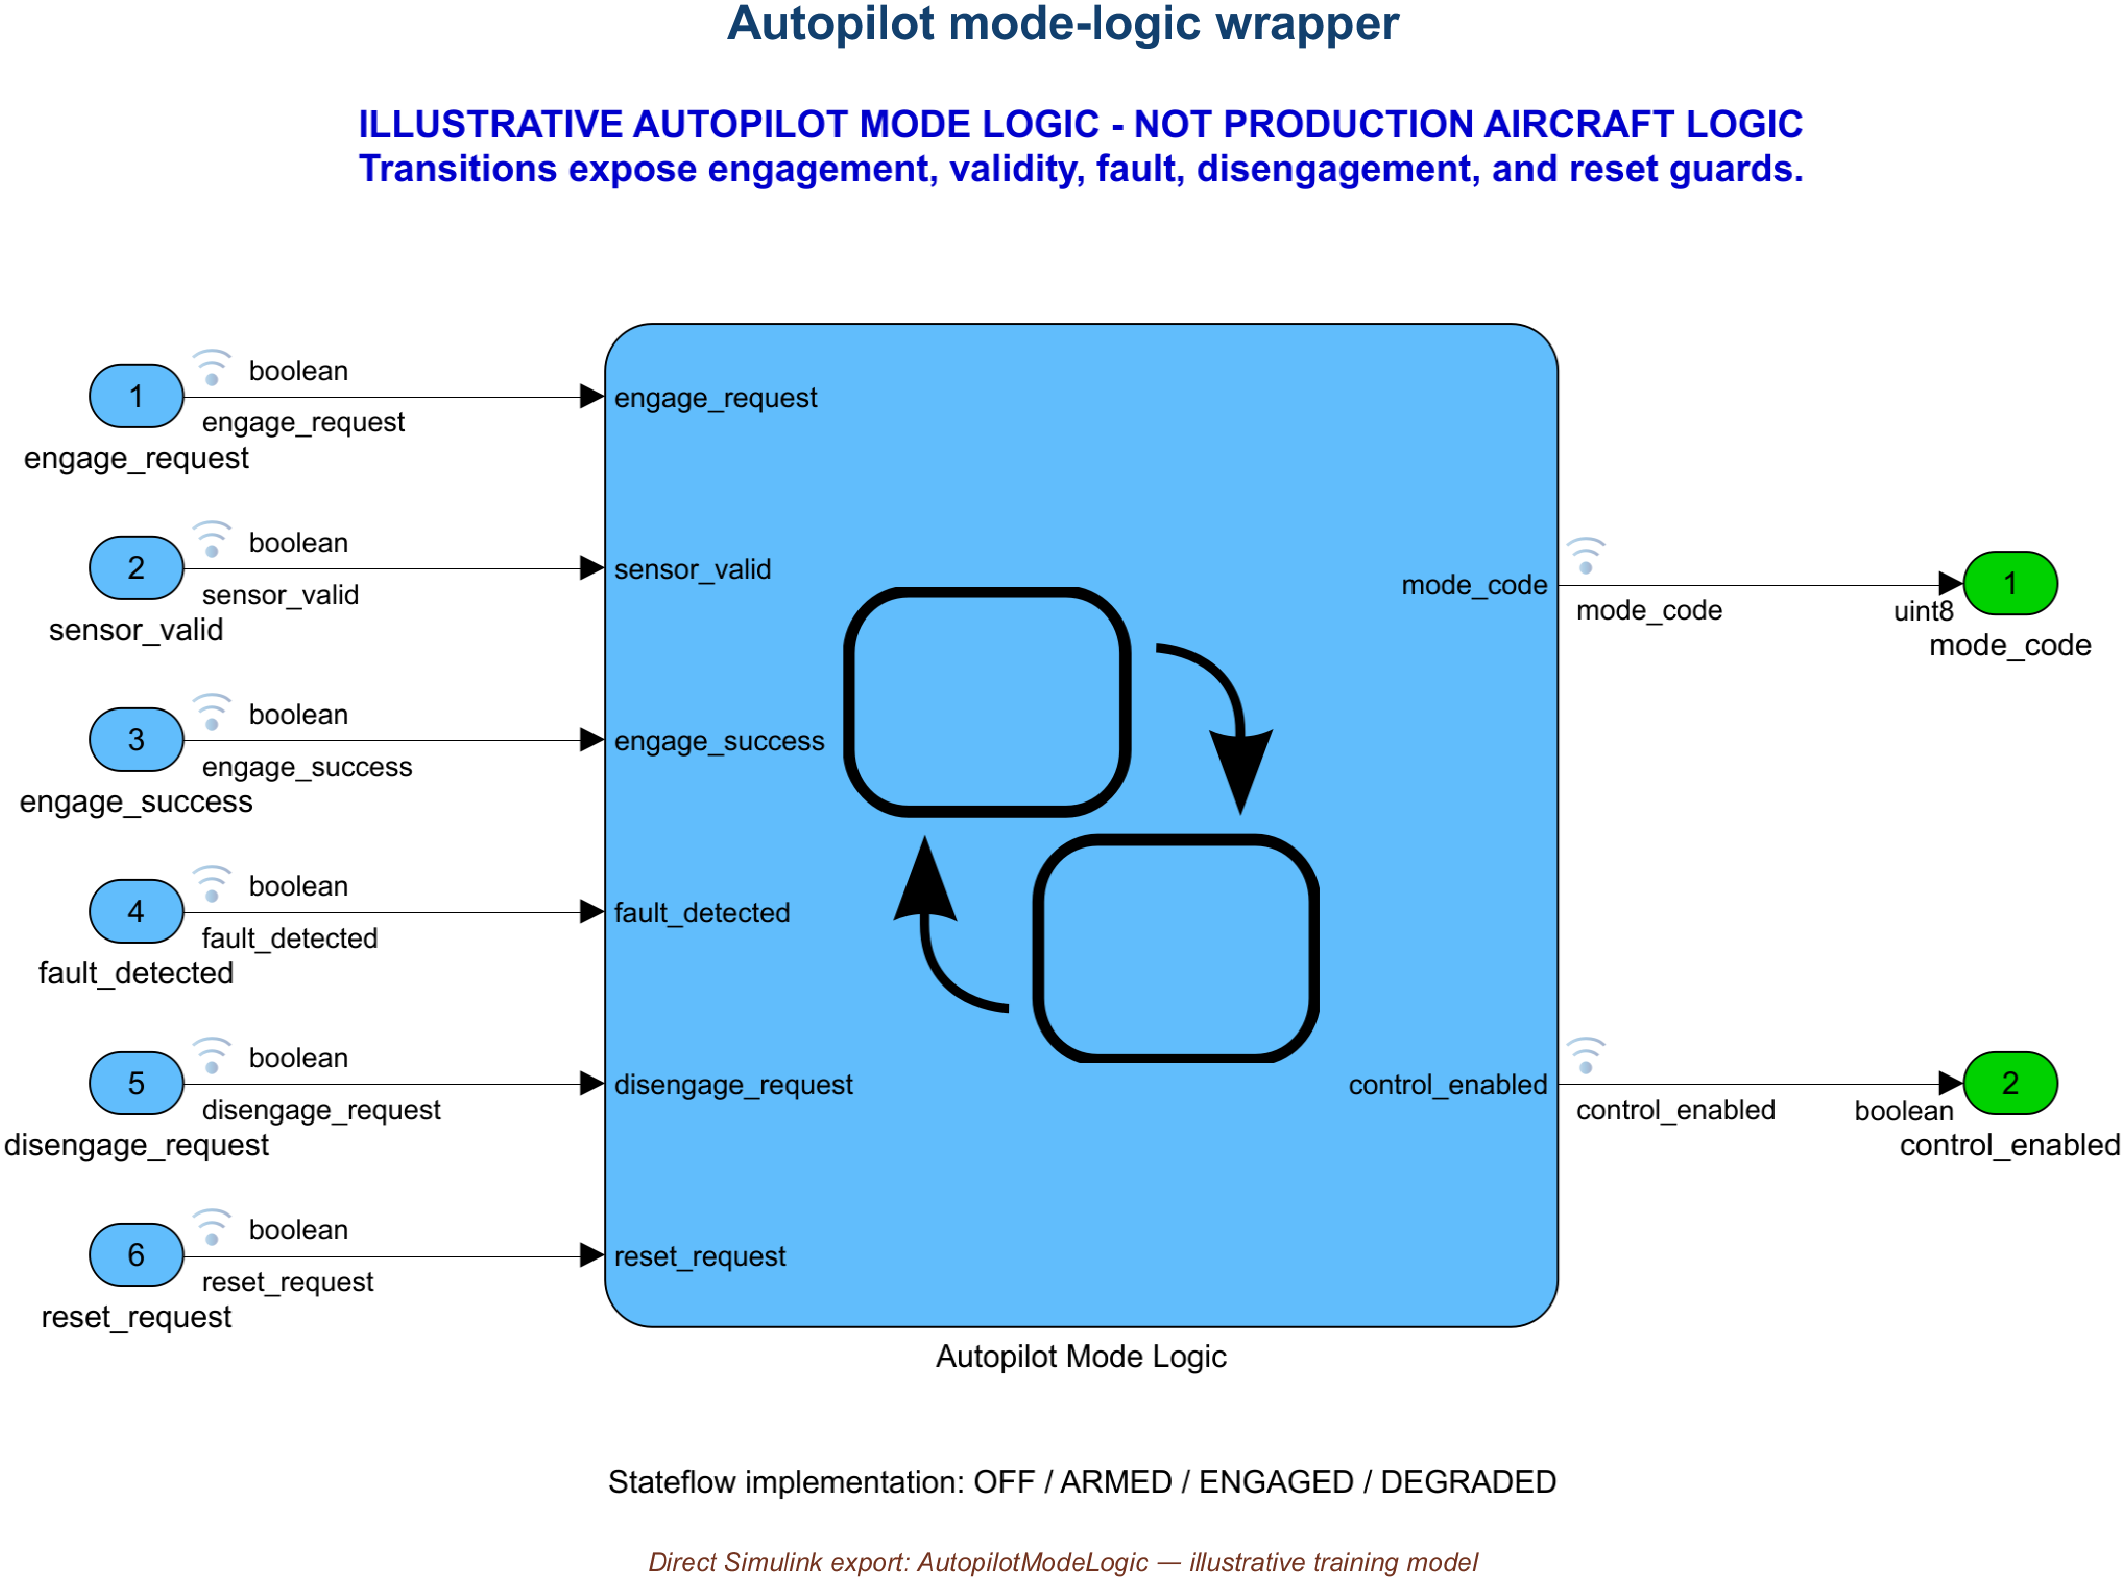 Autopilot mode-logic wrapper
ILLUSTRATIVE AUTOPILOT MODE LOGIC - NOT PRODUCTION AIRCRAFT LOGIC
Transitions expose engagement, validity, fault, disengagement, and reset guards.
1
boolean
engage_request
engage_request
engage_request
2
boolean
sensor_valid
sensor_valid
sensor_valid
3
boolean
engage_success
engage_success
engage_success
4
boolean
fault_detected
fault_detected
fault_detected
5
boolean
disengage_request
disengage_request
disengage_request
6
boolean
reset_request
reset_request
reset_request
mode_code
mode_code
uint8
1
mode_code
control_enabled
control_enabled
boolean
2
control_enabled
Autopilot Mode Logic
Stateflow implementation: OFF / ARMED / ENGAGED / DEGRADED
Direct Simulink export: AutopilotModeLogic — illustrative training model